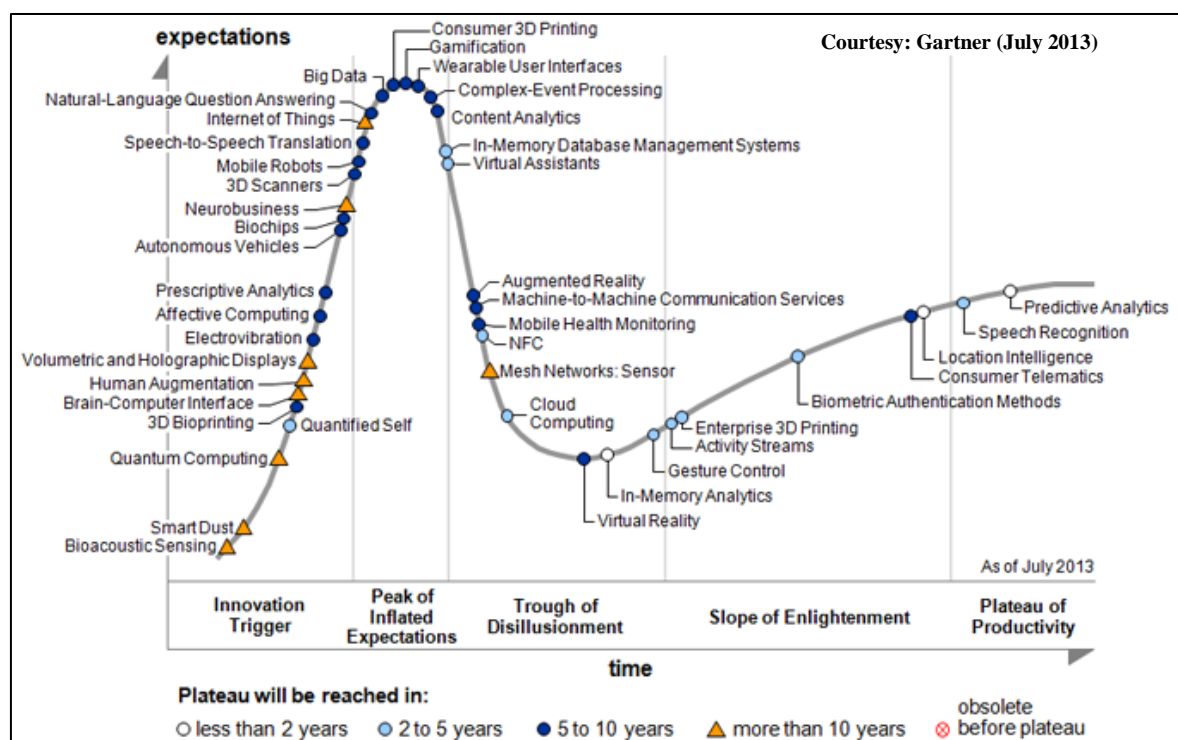 expectations
Courtesy: Gartner (July 2013)
Consumer 3D Printing
Gamification
Wearable User Interfaces
Big Data
Complex-Event Processing
Natural-Language Question Answering
Internet of Things
Content Analytics
Speech-to-Speech Translation
In-Memory Database Management Systems
Mobile Robots
Virtual Assistants
3D Scanners
Neurobusiness
Biochips
Autonomous Vehicles
Augmented Reality
Prescriptive Analytics
Machine-to-Machine Communication Services
Predictive Analytics
Affective Computing
Mobile Health Monitoring
Speech Recognition
Electrovibration
NFC
Location Intelligence
Volumetric and Holographic Displays
Mesh Networks: Sensor
Consumer Telematics
Human Augmentation
Brain-Computer Interface
Biometric Authentication Methods
3D Bioprinting
Cloud
Computing
Quantified Self
Enterprise 3D Printing
Activity Streams
Quantum Computing
Gesture Control
In-Memory Analytics
Virtual Reality
Smart Dust
Bioacoustic Sensing
As of July 2013
Innovation
Trigger
Peak of
Inflated
Expectations
Trough of
Disillusionment
Slope of Enlightenment
Plateau of
Productivity
time
Plateau will be reached in:
less than 2 years
2 to 5 years
5 to 10 years
more than 10 years
obsolete
before plateau